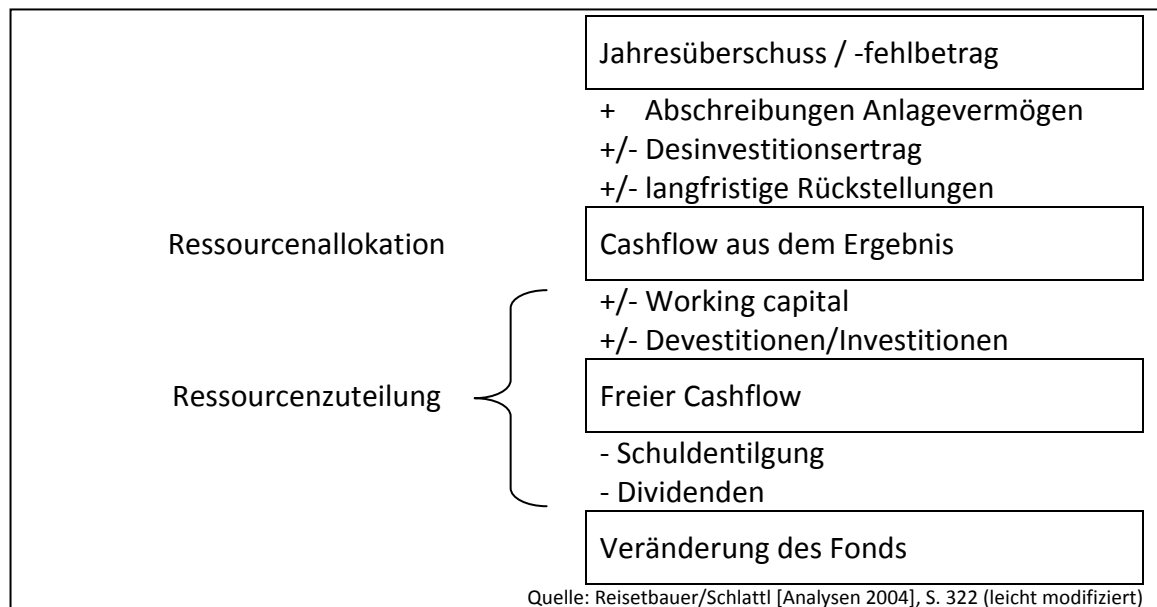 Jahresüberschuss / -fehlbetrag
+ Abschreibungen Anlagevermögen
+/- Desinvestitionsertrag
+/- langfristige Rückstellungen
Ressourcenallokation
Cashflow aus dem Ergebnis
+/- Working capital
+/- Devestitionen/Investitionen
Ressourcenzuteilung
Freier Cashflow
- Schuldentilgung
- Dividenden
Veränderung des Fonds
Quelle: Reisetbauer/Schlattl [Analysen 2004], S. 322 (leicht modifiziert)